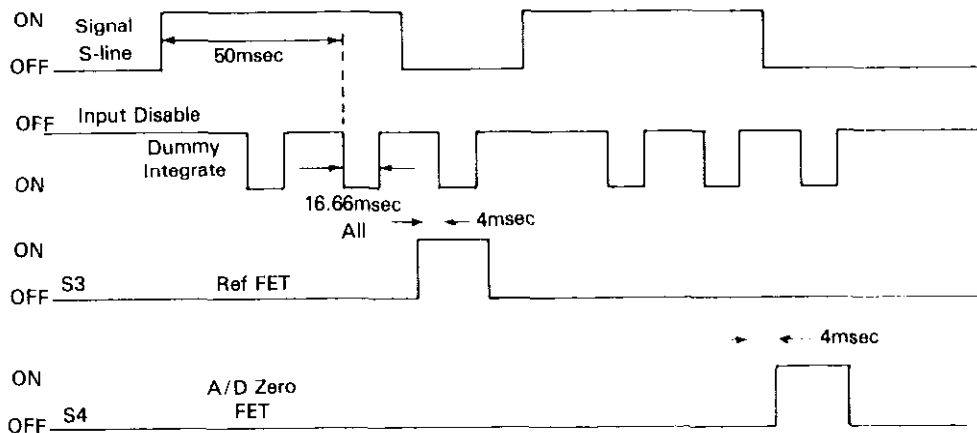 ON
Signal
S-line
OFF
50msec
OFF
Input Disable
Dummy
Integrate
ON
16.66msec
All
4msec
ON
S3
Ref FET
OFF
4msec
ON
A/D Zero
FET
S4
OFF